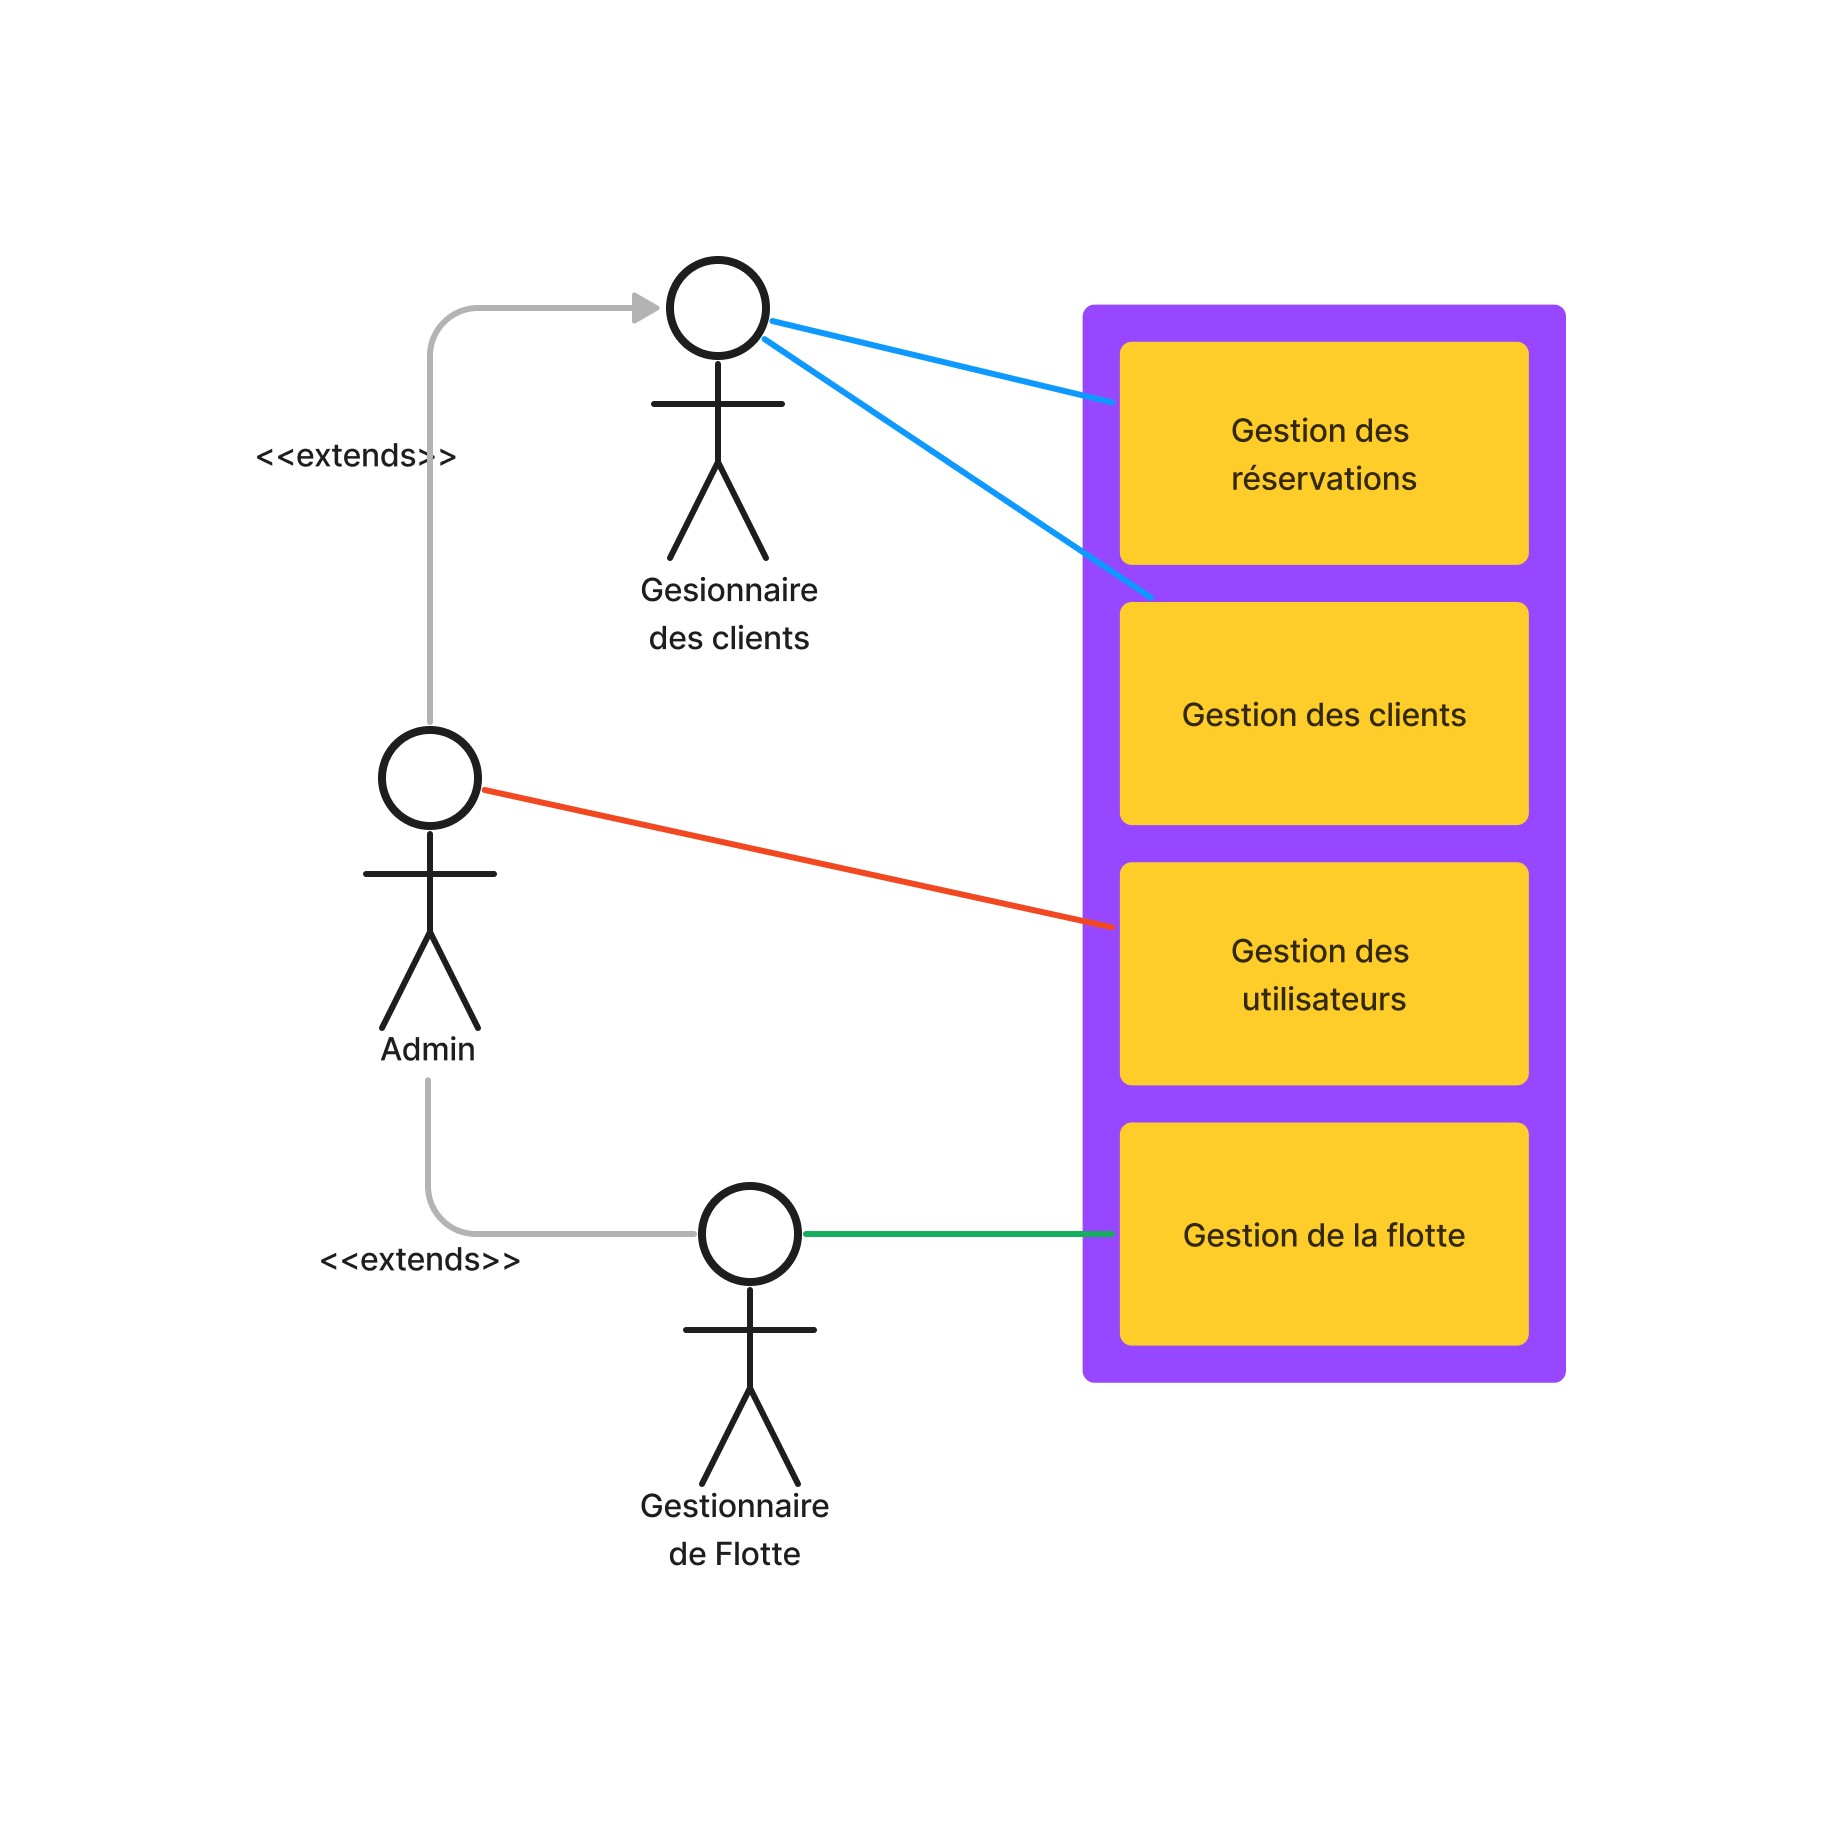 <<extends>>
Gesionnaire
des clients
Admin
<<extends>>
Gestionnaire
de Flotte
Gestion des
réservations
Gestion des clients
Gestion des
utilisateurs
Gestion de la flotte